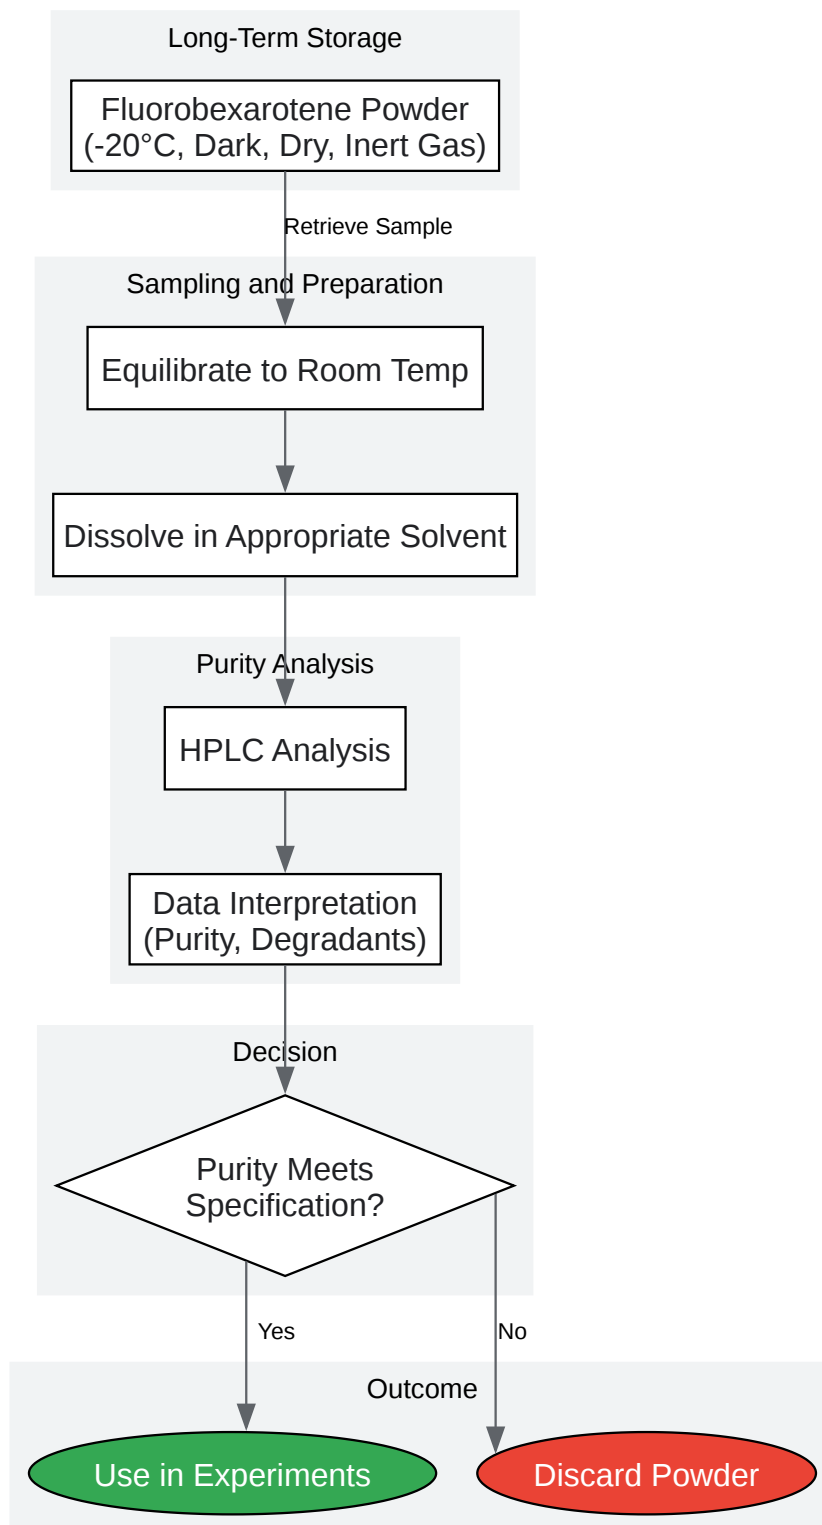 Long-Term Storage
Fluorobexarotene Powder
(-20°C, Dark, Dry, Inert Gas)
Retrieve Sample
Sampling and Preparation
Equilibrate to Room Temp
Dissolve in Appropriate Solvent
Purity Analysis
HPLC Analysis
Data Interpretation
(Purity, Degradants)
Decision
Purity Meets
Specification?
Yes
No
Outcome
Use in Experiments
Discard Powder